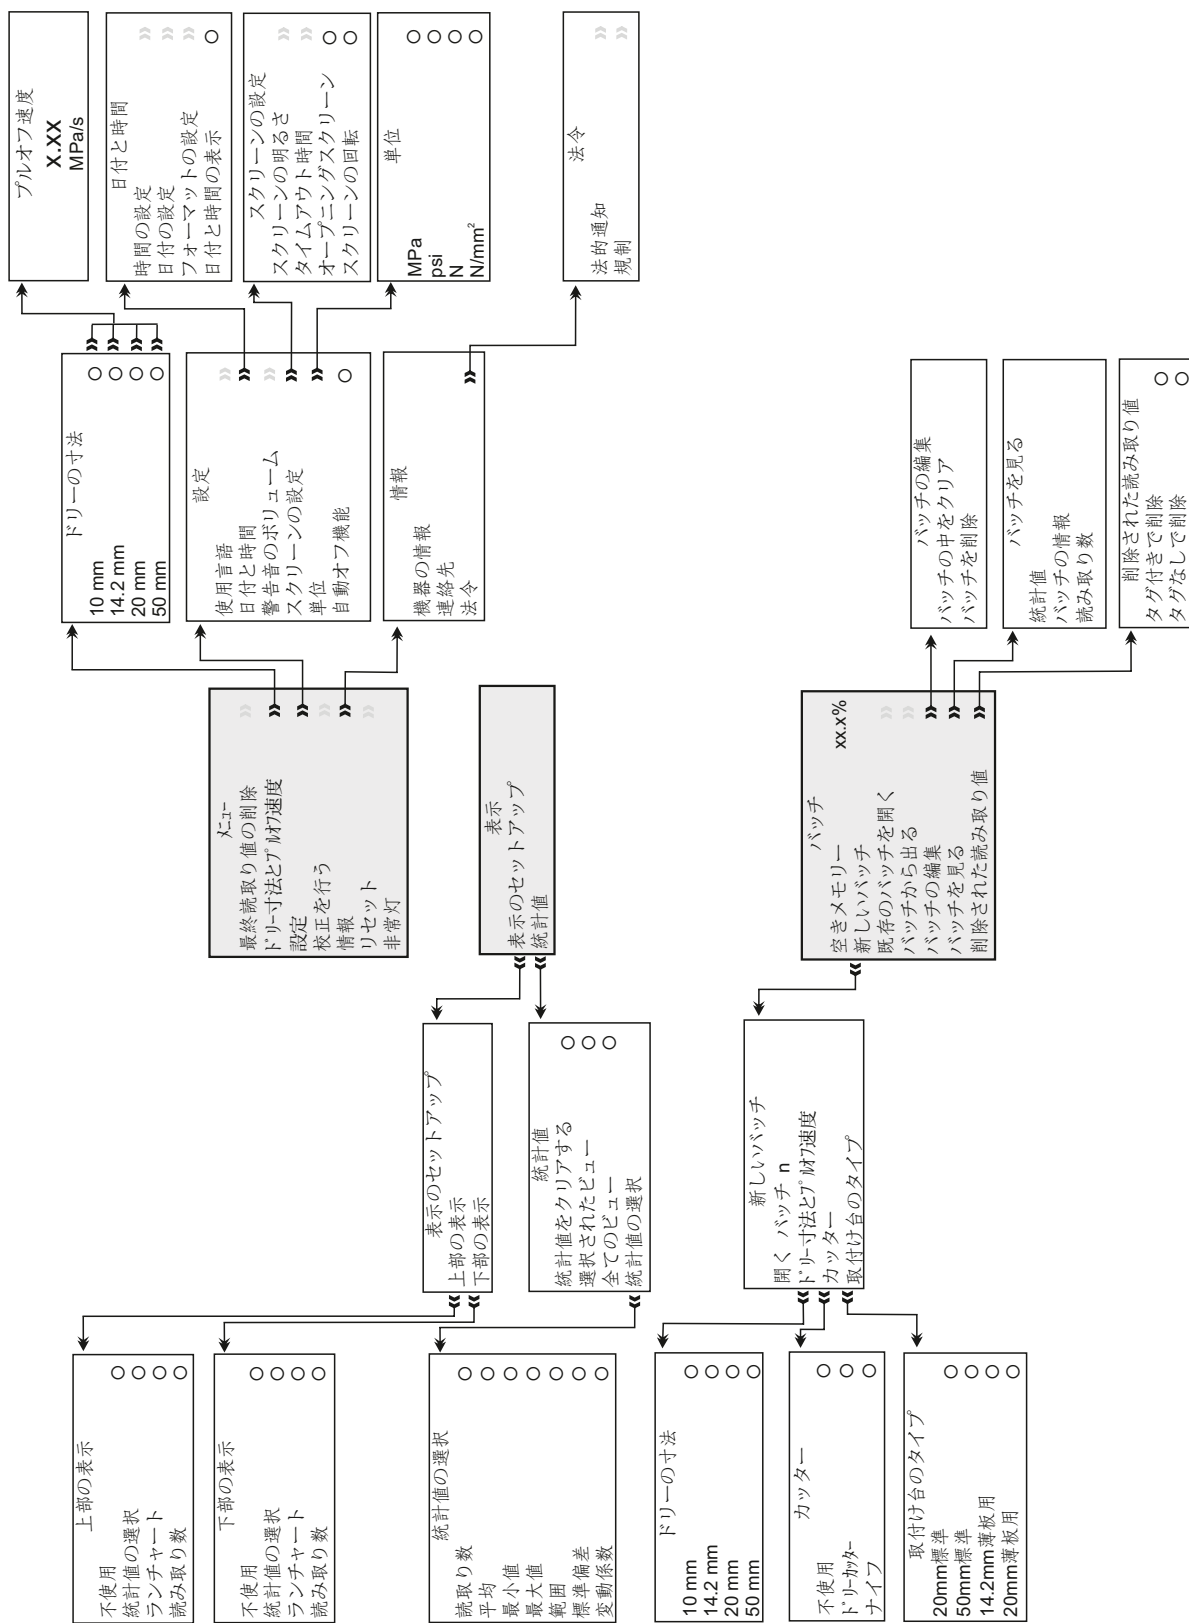 上部の表示
不使用
統計値の選択
ランチャート
読み取り数
下部の表示
不使用
統計値の選択
ランチャート
読み取り数
統計値の選択
読取り数
平均
最小値
最大値
範囲
標準偏差
変動係数
ドリーの寸法
10 mm
14.2 mm
20 mm
50 mm
カッター
不使用
ドリーカッター
ナイフ
取付け台のタイプ
20mm標準
50mm標準
14.2mm薄板用
20mm薄板用
表示のセットアップ
上部の表示
下部の表示
統計値
統計値をクリアする
選択されたビュー
全てのビュー
統計値の選択
新しいバッチ
開く バッチ n
ドリー寸法とプルオフ速度
カッター
取付け台のタイプ
メニュー
最終読取り値の削除
ドリー寸法とプルオフ速度
設定
校正を行う
情報
リセット
非常灯
表示
表示のセットアップ
統計値
バッチ
空きメモリー xx.x%
新しいバッチ
既存のバッチを開く
バッチから出る
バッチの編集
バッチを見る
削除された読み取り値
ドリーの寸法
10 mm
14.2 mm
20 mm
50 mm
設定
使用言語
日付と時間
警告音のボリューム
スクリーンの設定
単位
自動オフ機能
情報
機器の情報
連絡先
法令
バッチの編集
バッチの中をクリア
バッチを削除
バッチを見る
統計値
バッチの情報
読み取り数
削除された読み取り値
タグ付きで削除
タグなしで削除
プルオフ速度
X.XX
MPa/s
日付と時間
時間の設定
日付の設定
フォーマットの設定
日付と時間の表示
スクリーンの設定
スクリーンの明るさ
タイムアウト時間
オープニングスクリーン
スクリーンの回転
単位
MPa
psi
N
N/mm²
法令
法的通知
規制